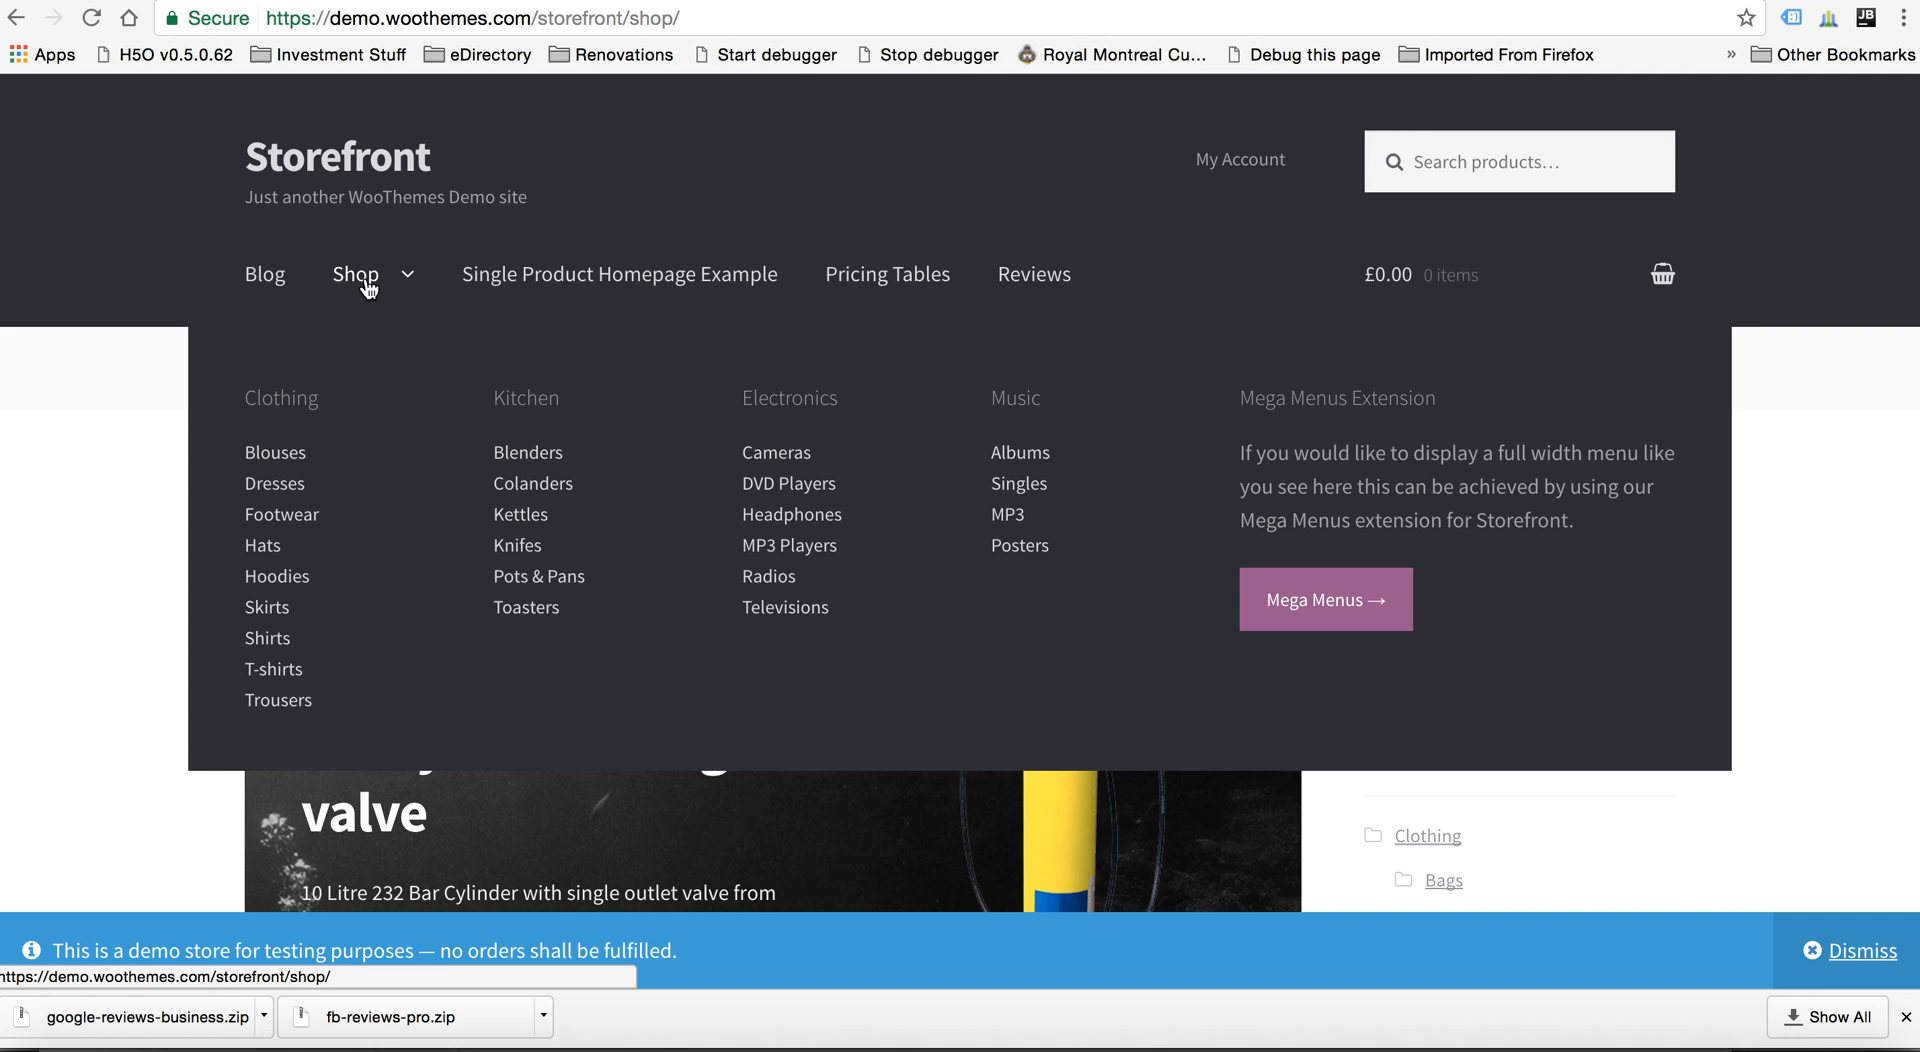 Secure https://demo.woothemes.com/storefront/shop/
JB
Apps H5O v0.5.0.62 Investment Stuff eDirectory Renovations Start debugger Stop debugger Royal Montreal Cu... Debug this page Imported From Firefox » Other Bookmarks
Storefront
Just another WooThemes Demo site
My Account
Search products…
Blog Shop Single Product Homepage Example Pricing Tables Reviews £0.00 0 items
Clothing
Blouses
Dresses
Footwear
Hats
Hoodies
Skirts
Shirts
T-shirts
Trousers
Kitchen
Blenders
Colanders
Kettles
Knifes
Pots & Pans
Toasters
Electronics
Cameras
DVD Players
Headphones
MP3 Players
Radios
Televisions
Music
Albums
Singles
MP3
Posters
Mega Menus Extension
If you would like to display a full width menu like
you see here this can be achieved by using our
Mega Menus extension for Storefront.
Mega Menus →
valve
10 Litre 232 Bar Cylinder with single outlet valve from
Clothing
Bags
This is a demo store for testing purposes — no orders shall be fulfilled.
Dismiss
https://demo.woothemes.com/storefront/shop/
google-reviews-business.zip fb-reviews-pro.zip Show All